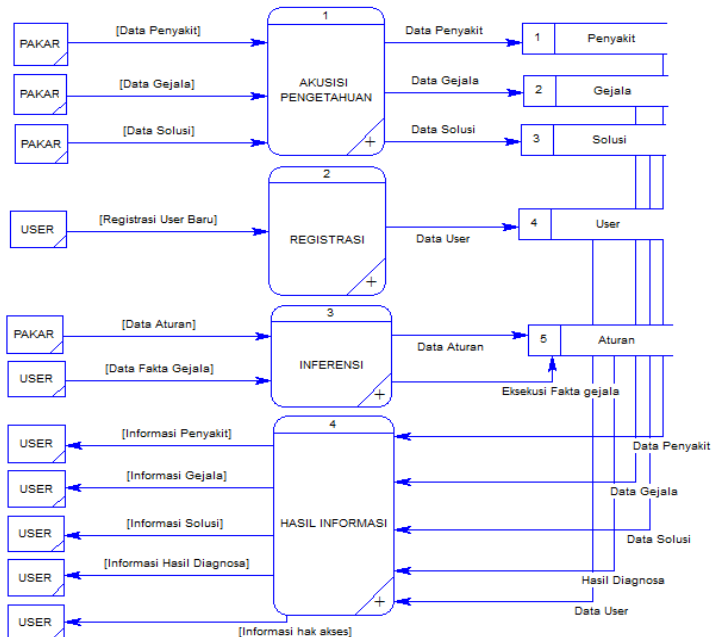 1
PAKAR
[Data Penyakit]
Data Penyakit
1
Penyakit
PAKAR
[Data Gejala]
AKUSISI
PENGETAHUAN
Data Gejala
2
Gejala
PAKAR
[Data Solusi]
+
Data Solusi
3
Solusi
2
USER
[Registrasi User Baru]
REGISTRASI
Data User
4
User
+
3
PAKAR
[Data Aturan]
INFERENSI
Data Aturan
5
Aturan
USER
[Data Fakta Gejala]
+
Eksekusi Fakta gejala
4
USER
[Informasi Penyakit]
Data Penyakit
USER
[Informasi Gejala]
Data Gejala
USER
[Informasi Solusi]
HASIL INFORMASI
Data Solusi
USER
[Informasi Hasil Diagnosa]
Hasil Diagnosa
+
Data User
USER
[Informasi hak akses]